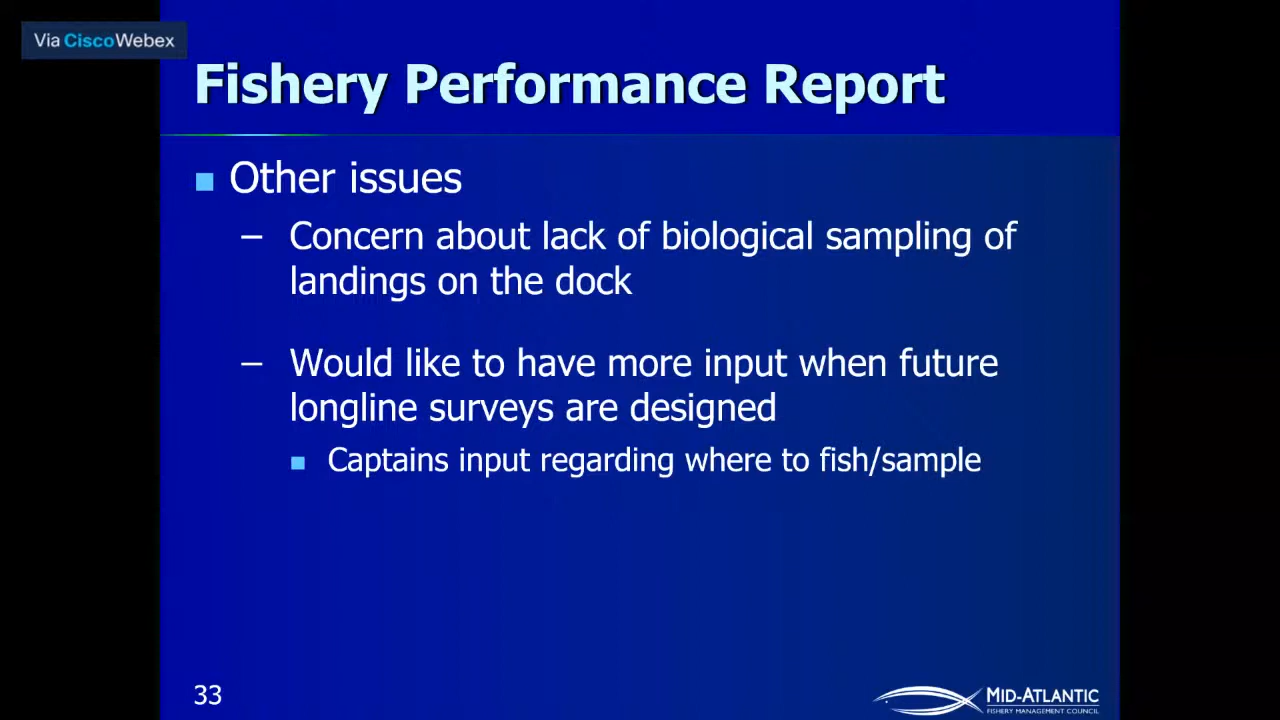 Via CiscoWebex
Fishery Performance Report
Other issues
– Concern about lack of biological sampling of
landings on the dock
– Would like to have more input when future
longline surveys are designed
Captains input regarding where to fish/sample
33
MID-ATLANTIC
FISHERY MANAGEMENT COUNCIL